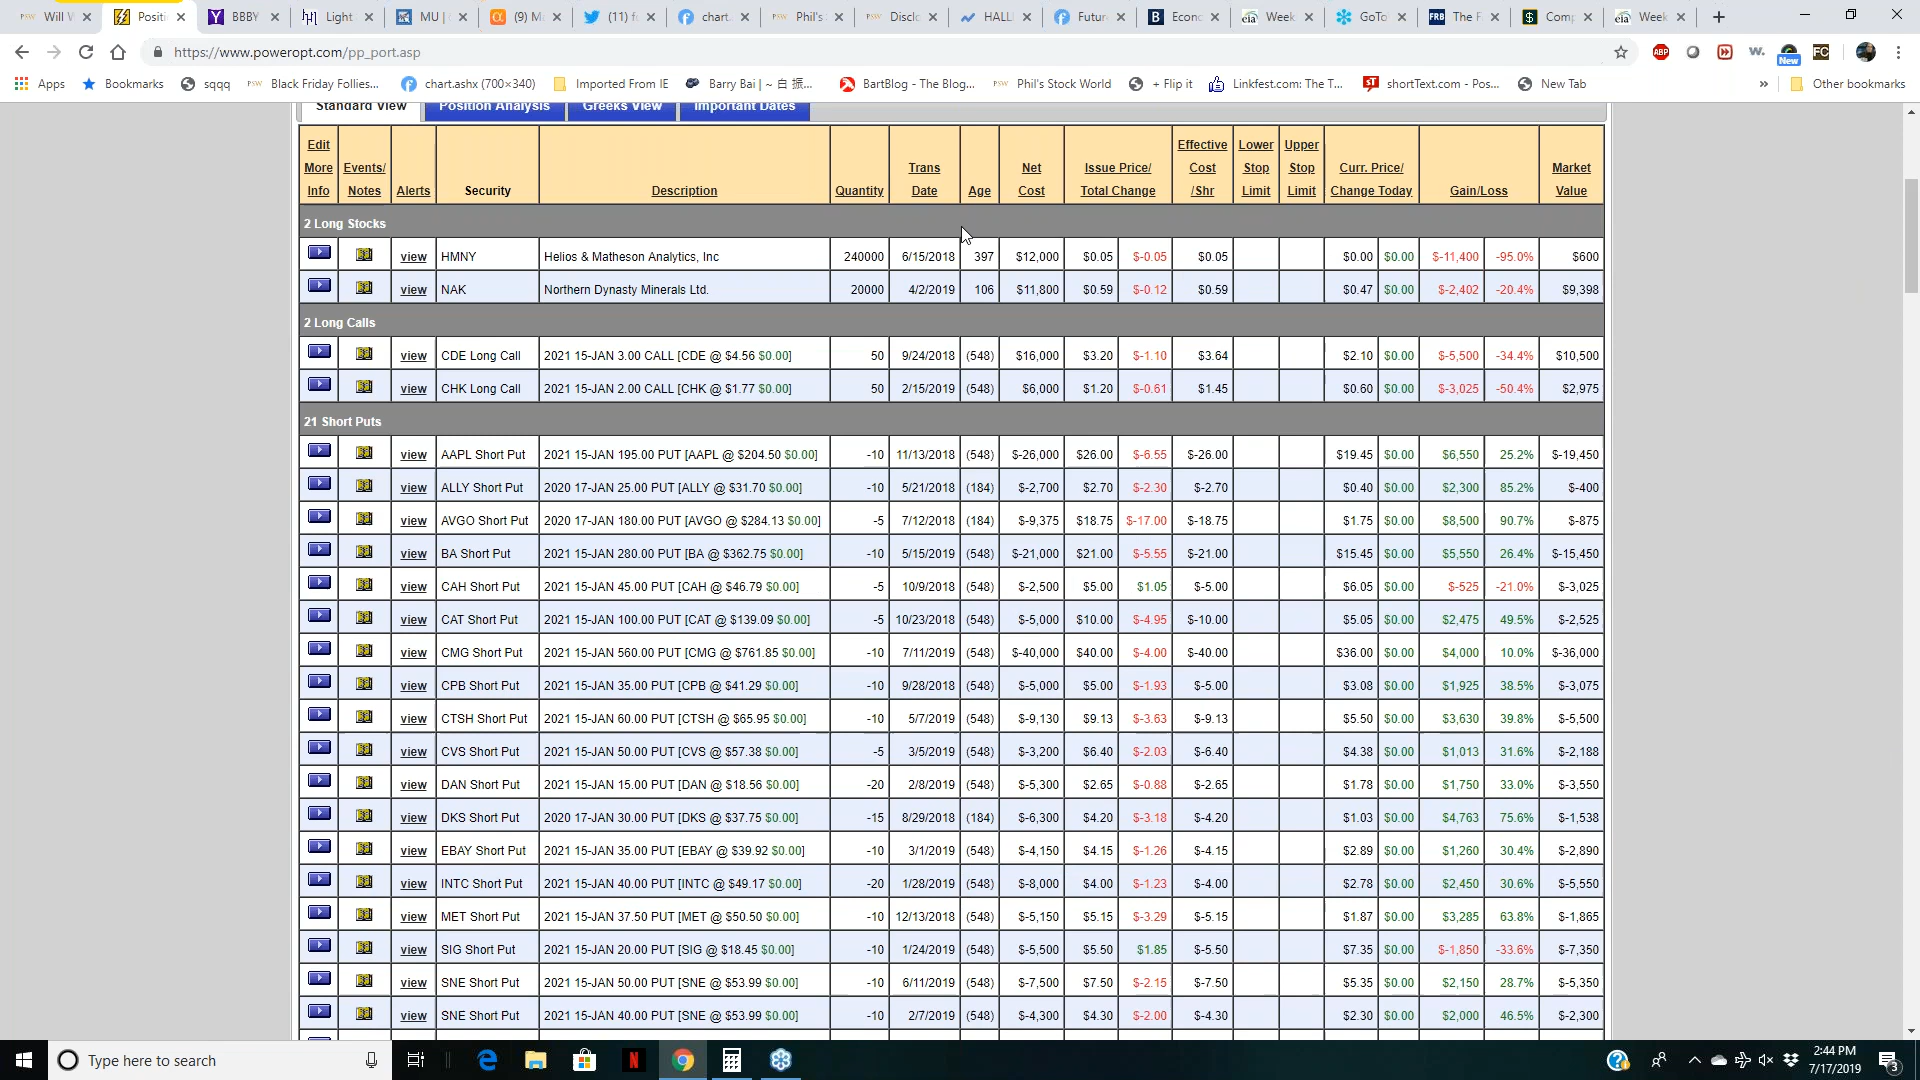 Will V
Positi
BBBY
Light
MU | (
(9) M
(11) f
chart.
Phil's
Disclo
HALL
Futur
Econ
Week
GoTo
FRB The F
Comp
Week
https://www.poweropt.com/pp_port.asp
ABP
w.
New
FC
Apps Bookmarks sqqq PSW Black Friday Follies... chart.ashx (700×340) Imported From IE Barry Bai | ~ 白 振... BartBlog - The Blog... PSW Phil's Stock World + Flip it Linkfest.com: The T... shortText.com - Pos... New Tab » Other bookmarks
Standard View Position Analysis Greeks View Important Dates
Edit More Info Events/ Notes Alerts Security Description Quantity Trans Date Age Net Cost Issue Price/ Total Change Effective Cost /Shr Lower Stop Limit Upper Stop Limit Curr. Price/ Change Today Gain/Loss Market Value
2 Long Stocks
view HMNY Helios & Matheson Analytics, Inc 240000 6/15/2018 397 $12,000 $0.05 $-0.05 $0.05 $0.00 $0.00 $-11,400 -95.0% $600
view NAK Northern Dynasty Minerals Ltd. 20000 4/2/2019 106 $11,800 $0.59 $-0.12 $0.59 $0.47 $0.00 $-2,402 -20.4% $9,398
2 Long Calls
view CDE Long Call 2021 15-JAN 3.00 CALL [CDE @ $4.56 $0.00] 50 9/24/2018 (548) $16,000 $3.20 $-1.10 $3.64 $2.10 $0.00 $-5,500 -34.4% $10,500
view CHK Long Call 2021 15-JAN 2.00 CALL [CHK @ $1.77 $0.00] 50 2/15/2019 (548) $6,000 $1.20 $-0.61 $1.45 $0.60 $0.00 $-3,025 -50.4% $2,975
21 Short Puts
view AAPL Short Put 2021 15-JAN 195.00 PUT [AAPL @ $204.50 $0.00] -10 11/13/2018 (548) $-26,000 $26.00 $-6.55 $-26.00 $19.45 $0.00 $6,550 25.2% $-19,450
view ALLY Short Put 2020 17-JAN 25.00 PUT [ALLY @ $31.70 $0.00] -10 5/21/2018 (184) $-2,700 $2.70 $-2.30 $-2.70 $0.40 $0.00 $2,300 85.2% $-400
view AVGO Short Put 2020 17-JAN 180.00 PUT [AVGO @ $284.13 $0.00] -5 7/12/2018 (184) $-9,375 $18.75 $-17.00 $-18.75 $1.75 $0.00 $8,500 90.7% $-875
view BA Short Put 2021 15-JAN 280.00 PUT [BA @ $362.75 $0.00] -10 5/15/2019 (548) $-21,000 $21.00 $-5.55 $-21.00 $15.45 $0.00 $5,550 26.4% $-15,450
view CAH Short Put 2021 15-JAN 45.00 PUT [CAH @ $46.79 $0.00] -5 10/9/2018 (548) $-2,500 $5.00 $1.05 $-5.00 $6.05 $0.00 $-525 -21.0% $-3,025
view CAT Short Put 2021 15-JAN 100.00 PUT [CAT @ $139.09 $0.00] -5 10/23/2018 (548) $-5,000 $10.00 $-4.95 $-10.00 $5.05 $0.00 $2,475 49.5% $-2,525
view CMG Short Put 2021 15-JAN 560.00 PUT [CMG @ $761.85 $0.00] -10 7/11/2019 (548) $-40,000 $40.00 $-4.00 $-40.00 $36.00 $0.00 $4,000 10.0% $-36,000
view CPB Short Put 2021 15-JAN 35.00 PUT [CPB @ $41.29 $0.00] -10 9/28/2018 (548) $-5,000 $5.00 $-1.93 $-5.00 $3.08 $0.00 $1,925 38.5% $-3,075
view CTSH Short Put 2021 15-JAN 60.00 PUT [CTSH @ $65.95 $0.00] -10 5/7/2019 (548) $-9,130 $9.13 $-3.63 $-9.13 $5.50 $0.00 $3,630 39.8% $-5,500
view CVS Short Put 2021 15-JAN 50.00 PUT [CVS @ $57.38 $0.00] -5 3/5/2019 (548) $-3,200 $6.40 $-2.03 $-6.40 $4.38 $0.00 $1,013 31.6% $-2,188
view DAN Short Put 2021 15-JAN 15.00 PUT [DAN @ $18.56 $0.00] -20 2/8/2019 (548) $-5,300 $2.65 $-0.88 $-2.65 $1.78 $0.00 $1,750 33.0% $-3,550
view DKS Short Put 2020 17-JAN 30.00 PUT [DKS @ $37.75 $0.00] -15 8/29/2018 (184) $-6,300 $4.20 $-3.18 $-4.20 $1.03 $0.00 $4,763 75.6% $-1,538
view EBAY Short Put 2021 15-JAN 35.00 PUT [EBAY @ $39.92 $0.00] -10 3/1/2019 (548) $-4,150 $4.15 $-1.26 $-4.15 $2.89 $0.00 $1,260 30.4% $-2,890
view INTC Short Put 2021 15-JAN 40.00 PUT [INTC @ $49.17 $0.00] -20 1/28/2019 (548) $-8,000 $4.00 $-1.23 $-4.00 $2.78 $0.00 $2,450 30.6% $-5,550
view MET Short Put 2021 15-JAN 37.50 PUT [MET @ $50.50 $0.00] -10 12/13/2018 (548) $-5,150 $5.15 $-3.29 $-5.15 $1.87 $0.00 $3,285 63.8% $-1,865
view SIG Short Put 2021 15-JAN 20.00 PUT [SIG @ $18.45 $0.00] -10 1/24/2019 (548) $-5,500 $5.50 $1.85 $-5.50 $7.35 $0.00 $-1,850 -33.6% $-7,350
view SNE Short Put 2021 15-JAN 50.00 PUT [SNE @ $53.99 $0.00] -10 6/11/2019 (548) $-7,500 $7.50 $-2.15 $-7.50 $5.35 $0.00 $2,150 28.7% $-5,350
view SNE Short Put 2021 15-JAN 40.00 PUT [SNE @ $53.99 $0.00] -10 2/7/2019 (548) $-4,300 $4.30 $-2.00 $-4.30 $2.30 $0.00 $2,000 46.5% $-2,300
Type here to search
2:44 PM
7/17/2019
3